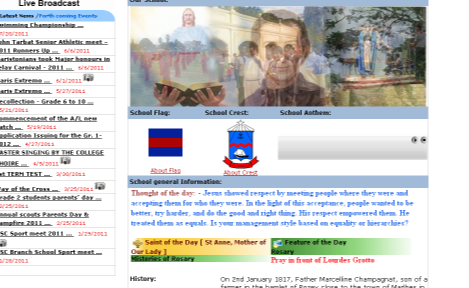 Live Broadcast
Latest News /Forth coming Events
wimming Championship ...
7/20/2011
ohn Tarbat Senior Athletic meet -
2011 Runners Up ... 6/6/2011
aristonians took Major honours in
elay Carnival - 2011 ... 6/6/2011
aris Extremo ... 6/1/2011
aris Extremo ... 5/27/2011
ecollection - Grade 6 to 10 ...
5/21/2011
ommencement of the A/L new
atch ... 5/19/2011
pplication Issuing for the Gr. 1-
012 ... 4/27/2011
ASTER SINGING BY THE COLLEGE
HOIRE ... 4/5/2011
st TERM TEST ... 3/30/2011
ay of the Cross ... 3/25/2011
rade 2 students parents' day ...
3/25/2011
nnual scouts Parents Day &
ampfire 2011 ... 2/25/2011
SC Sport meet 2011 ... 1/29/2011
SC Branch School Sport meet ...
1/28/2011
Our School:
School Flag:
School Crest:
School Anthem:
About Flag
About Crest
School general Information:
Thought of the day: - Jesus showed respect by meeting people where they were and
accepting them for who they were. In the light of this acceptance, people wanted to be
better, try harder, and do the good and right thing. His respect empowered them. He
treated them as equals. Is your management style based on equality or hierarchies?
Saint of the Day [ St Anne, Mother of
Our Lady ]
Feature of the Day
Rosary
Misteries of Rosary
Pray in front of Lourdes Grotto
History:
On 2nd January 1817, Father Marcelline Champagnat, son of a
farmer in the hamlet of Rosey close to the town of Marlhes in